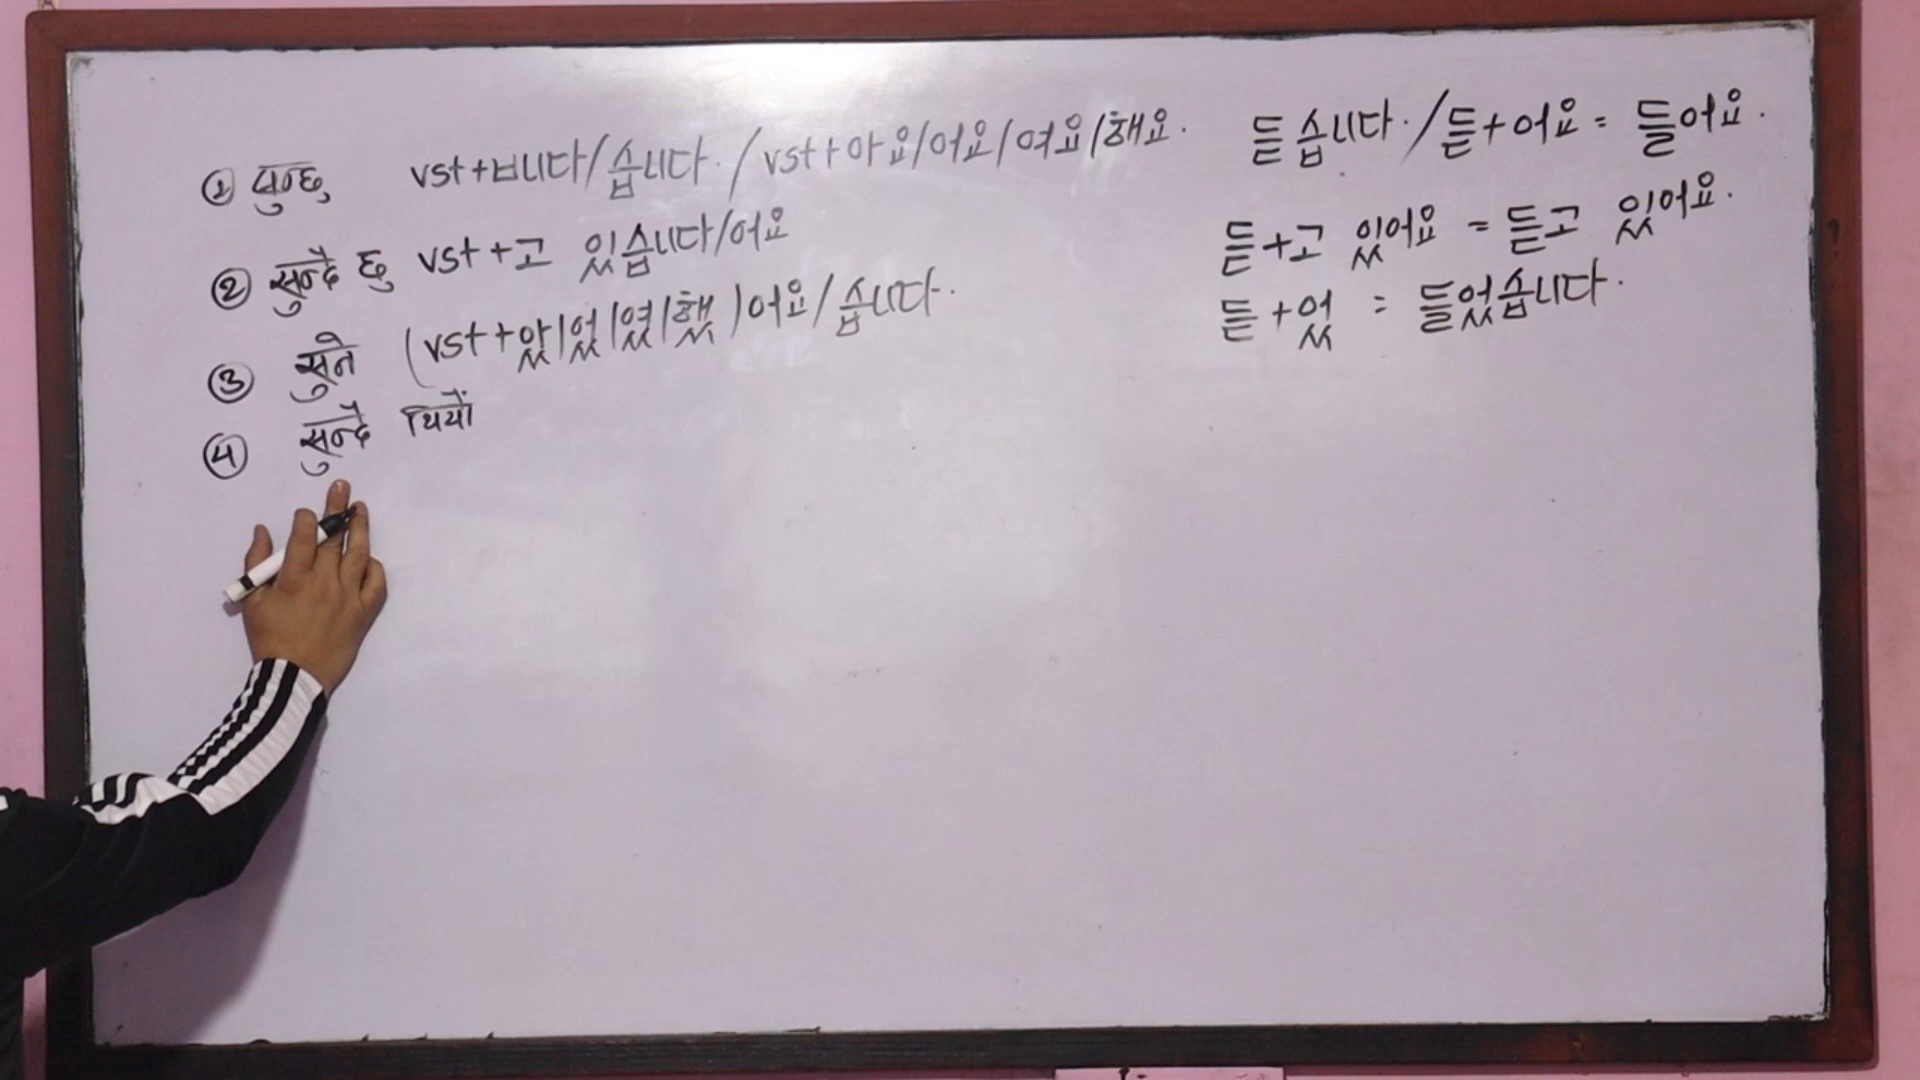 ① सुन्छु vst+ㅂ니다/습니다. / vst+아요/어요/여요/해요. 듣습니다. / 듣+어요 = 들어요.
② सुन्दै छु vst+고 있습니다/어요 듣+고 있어요 = 듣고 있어요.
③ सुने (vst+았/었/였/했)어요/습니다. 듣+었 = 들었습니다.
④ सुन्दै थियौं